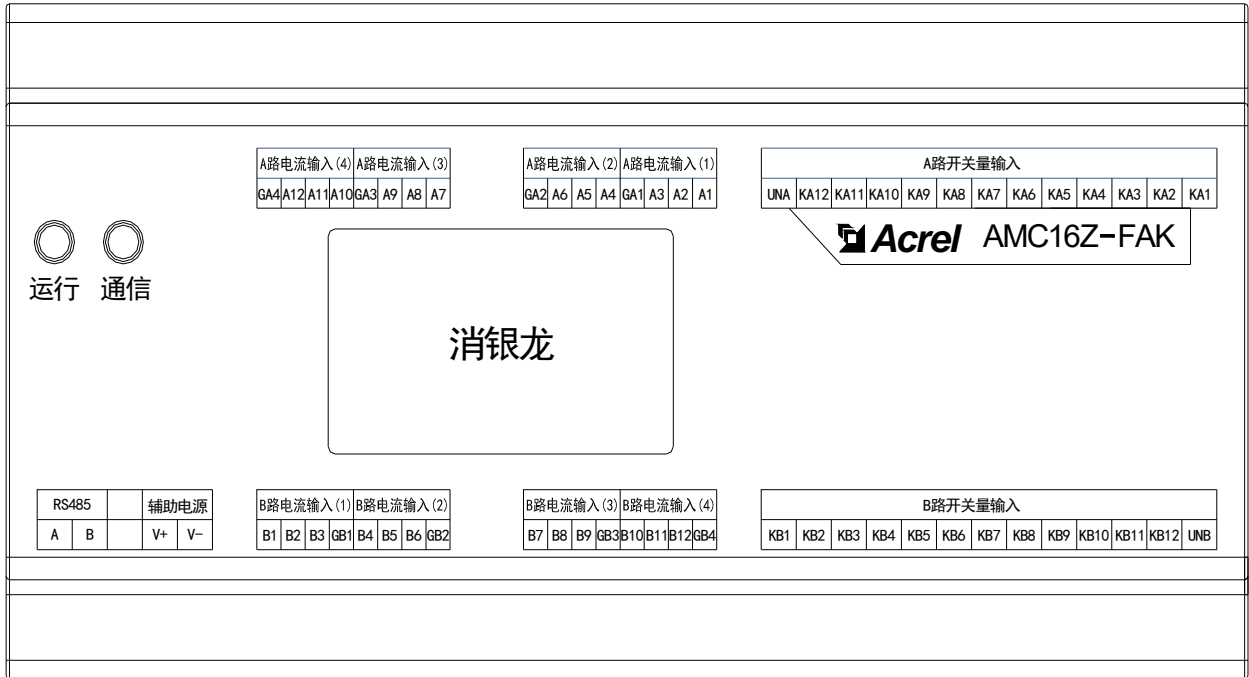 A路电流输入(4) A路电流输入(3) A路电流输入(2) A路电流输入(1) A路开关量输入
GA4 A12 A11 A10 GA3 A9 A8 A7 GA2 A6 A5 A4 GA1 A3 A2 A1 UNA KA12 KA11 KA10 KA9 KA8 KA7 KA6 KA5 KA4 KA3 KA2 KA1
Acrel AMC16Z-FAK
运行 通信
消银龙
RS485 辅助电源 B路电流输入(1) B路电流输入(2) B路电流输入(3) B路电流输入(4) B路开关量输入
A B V+ V- B1 B2 B3 GB1 B4 B5 B6 GB2 B7 B8 B9 GB3 B10 B11 B12 GB4 KB1 KB2 KB3 KB4 KB5 KB6 KB7 KB8 KB9 KB10 KB11 KB12 UNB